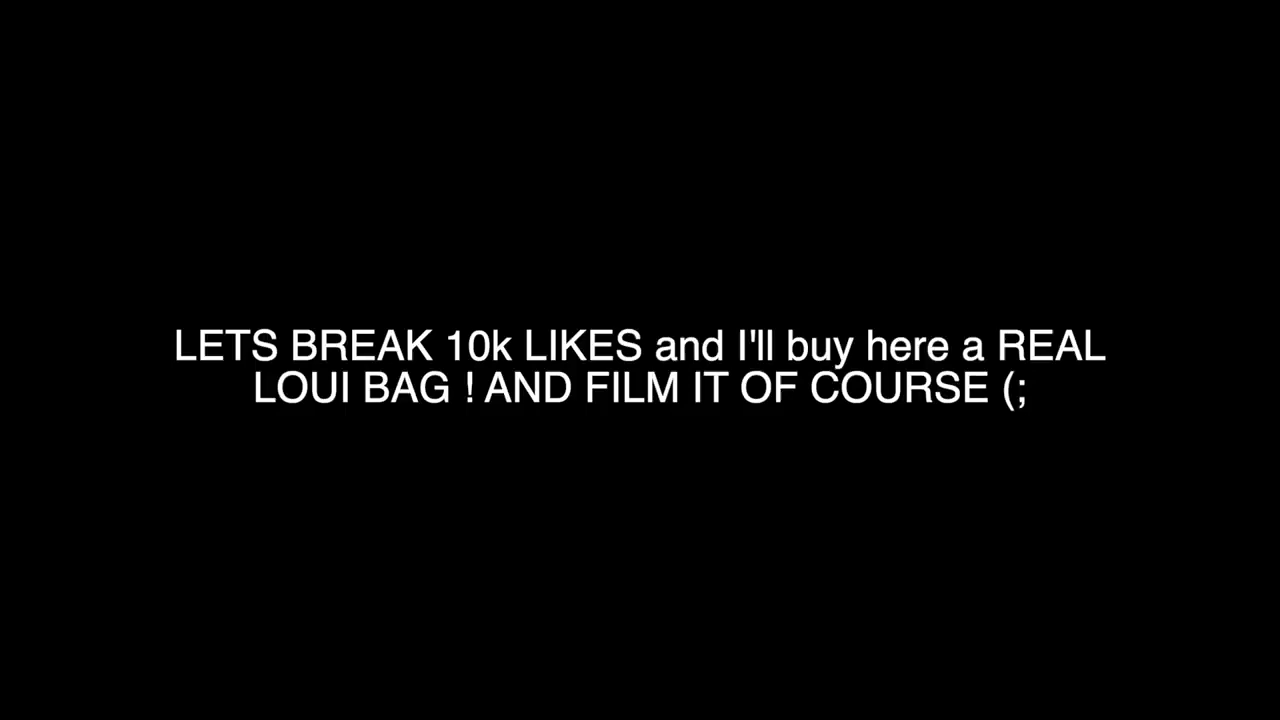 LETS BREAK 10k LIKES and I'll buy here a REAL
LOUI BAG ! AND FILM IT OF COURSE (;